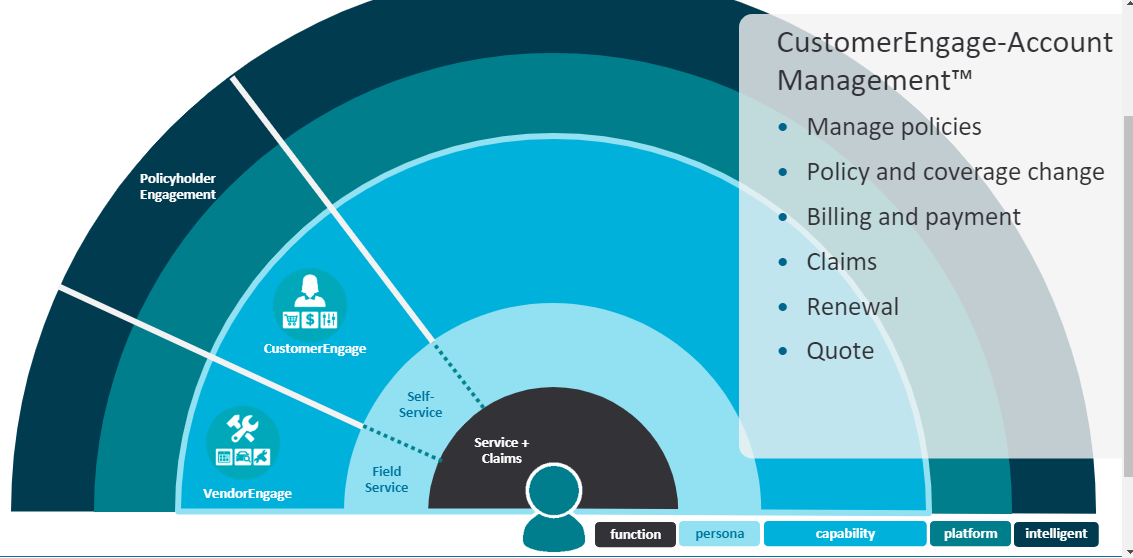 CustomerEngage-Account
Management™
• Manage policies
• Policy and coverage change
• Billing and payment
• Claims
• Renewal
• Quote
Policyholder
Engagement
CustomerEngage
VendorEngage
Self-
Service
Field
Service
Service +
Claims
function
persona
capability
platform
intelligent